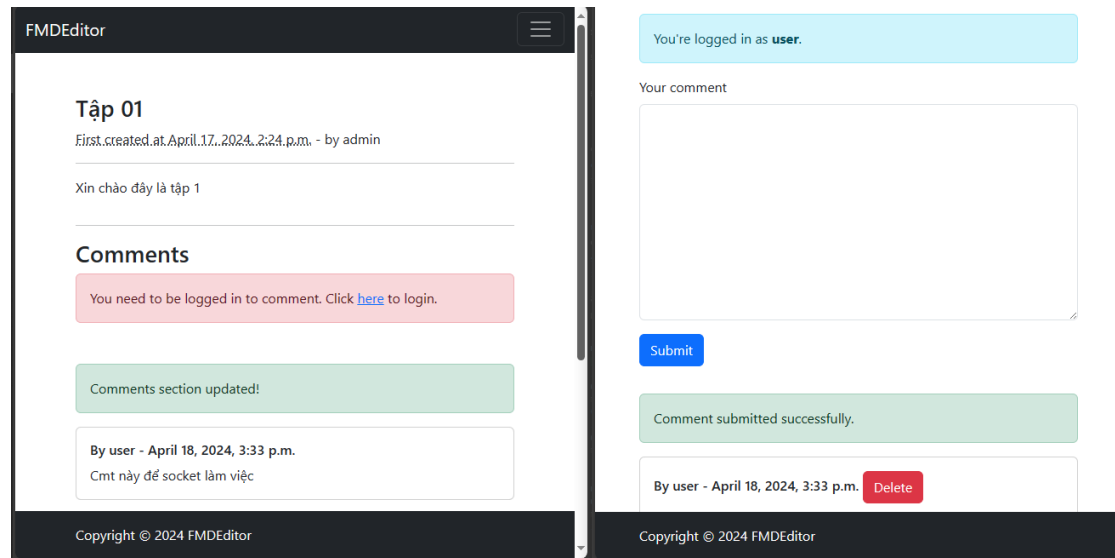 FMDEditor
Tập 01
First created at April 17, 2024, 2:24 p.m. - by admin
Xin chào đây là tập 1
Comments
You need to be logged in to comment. Click here to login.
Comments section updated!
By user - April 18, 2024, 3:33 p.m.
Cmt này để socket làm việc
Copyright © 2024 FMDEditor
You're logged in as user.
Your comment
Submit
Comment submitted successfully.
By user - April 18, 2024, 3:33 p.m. Delete
Copyright © 2024 FMDEditor